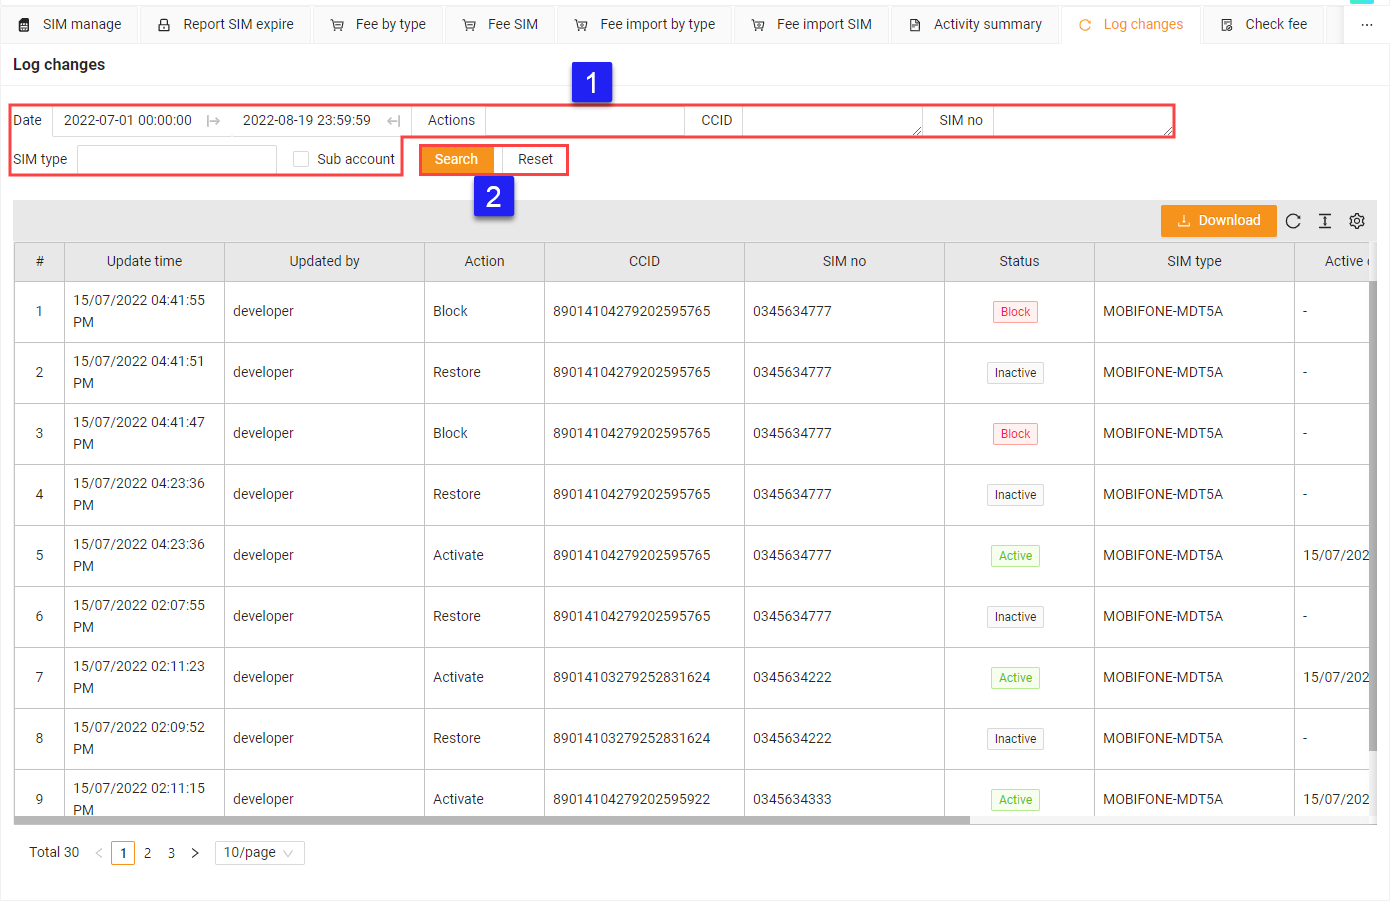 SIM manage Report SIM expire Fee by type Fee SIM Fee import by type Fee import SIM Activity summary Log changes Check fee ...
Log changes
1
Date 2022-07-01 00:00:00 2022-08-19 23:59:59 Actions CCID SIM no
SIM type Sub account Search Reset
2
Download
# Update time Updated by Action CCID SIM no Status SIM type Active
1 15/07/2022 04:41:55 PM developer Block 89014104279202595765 0345634777 Block MOBIFONE-MDT5A -
2 15/07/2022 04:41:51 PM developer Restore 89014104279202595765 0345634777 Inactive MOBIFONE-MDT5A -
3 15/07/2022 04:41:47 PM developer Block 89014104279202595765 0345634777 Block MOBIFONE-MDT5A -
4 15/07/2022 04:23:36 PM developer Restore 89014104279202595765 0345634777 Inactive MOBIFONE-MDT5A -
5 15/07/2022 04:23:36 PM developer Activate 89014104279202595765 0345634777 Active MOBIFONE-MDT5A 15/07/202
6 15/07/2022 02:07:55 PM developer Restore 89014104279202595765 0345634777 Inactive MOBIFONE-MDT5A -
7 15/07/2022 02:11:23 PM developer Activate 89014103279252831624 0345634222 Active MOBIFONE-MDT5A 15/07/202
8 15/07/2022 02:09:52 PM developer Restore 89014103279252831624 0345634222 Inactive MOBIFONE-MDT5A -
9 15/07/2022 02:11:15 PM developer Activate 89014104279202595922 0345634333 Active MOBIFONE-MDT5A 15/07/202
Total 30 < 1 2 3 > 10/page